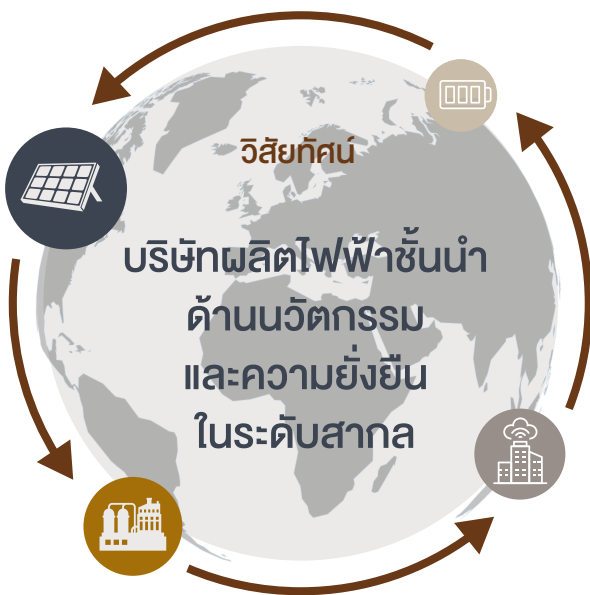 วิสัยทัศน์
บริษัทผลิตไฟฟ้าชั้นนำ
ด้านนวัตกรรม
และความยั่งยืน
ในระดับสากล